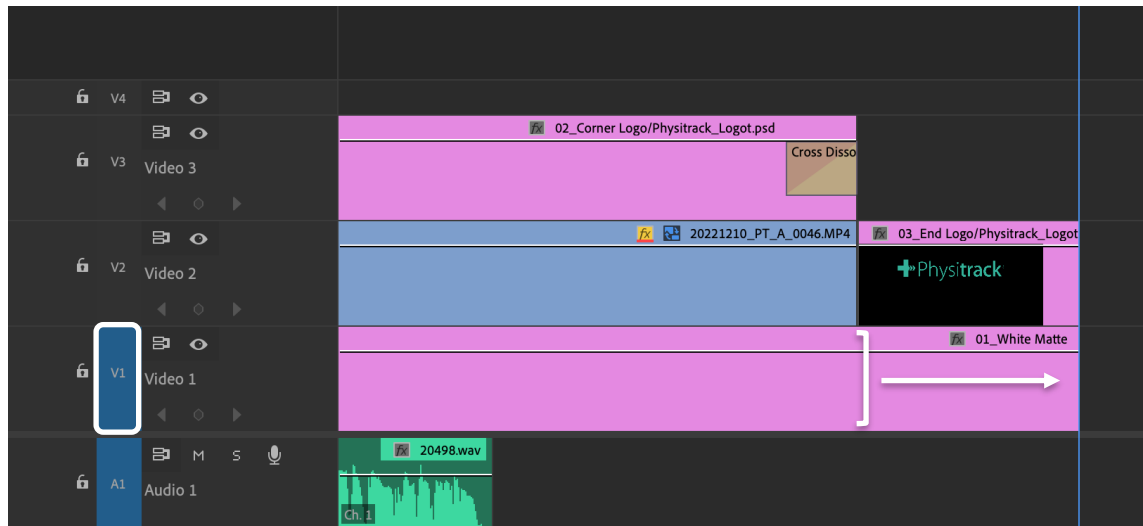 V4
02_Corner Logo/Physitrack_Logot.psd
Cross Disso
V3
Video 3
20221210_PT_A_0046.MP4
03_End Logo/Physitrack_Logot
V2
Video 2
Physitrack
01_White Matte
V1
Video 1
M S
20498.wav
A1
Audio 1
Ch. 1